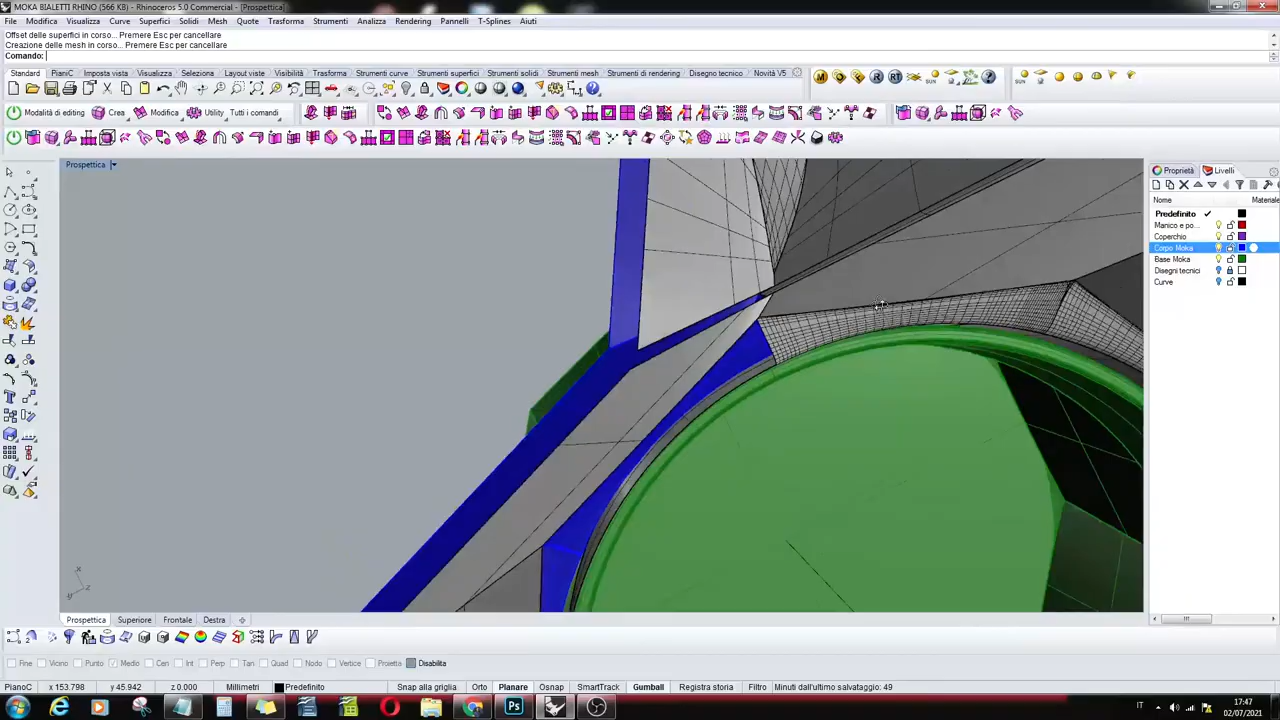 MOKA BIALETTI RHINO (566 KB) - Rhinoceros 5.0 Commercial - [Prospettica]
File Modifica Visualizza Curve Superfici Solidi Mesh Quote Trasforma Strumenti Analizza Rendering Pannelli T-Splines Aiuti
Offset delle superfici in corso... Premere Esc per cancellare
Creazione delle mesh in corso... Premere Esc per cancellare
Comando:
Standard PianiC Imposta vista Visualizza Selezione Layout viste Visibilità Trasforma Strumenti curve Strumenti superfici Strumenti solidi Strumenti mesh Strumenti di rendering Disegno tecnico Novità V5
Modalità di editing Crea Modifica Utility Tutti i comandi
Prospettica
Proprietà Livelli
Nome Materiale
Predefinito
Manico e po...
Coperchio
Corpo Moka
Base Moka
Disegni tecnici
Curve
x
y
z
Prospettica Superiore Frontale Destra
Fine Vicino Punto Medio Cen Int Perp Tan Quad Nodo Vertice Proietta Disabilita
PianoC x 153.798 y 45.942 z 0.000 Millimetri Predefinito Snap alla griglia Orto Planare Osnap SmartTrack Gumball Registra storia Filtro Minuti dall'ultimo salvataggio: 49
Ps IT 17:47
02/07/2021